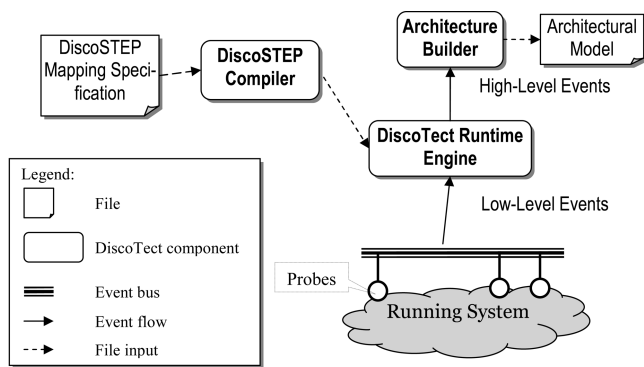 DiscoSTEP
Mapping Speci-
fication
DiscoSTEP
Compiler
Architecture
Builder
Architectural
Model
High-Level Events
DiscoTect Runtime
Engine
Low-Level Events
Probes
Running System
Legend:
File
DiscoTect component
Event bus
Event flow
File input